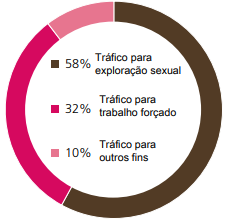 58% Tráfico para
exploração sexual
32% Tráfico para
trabalho forçado
10% Tráfico para
outros fins